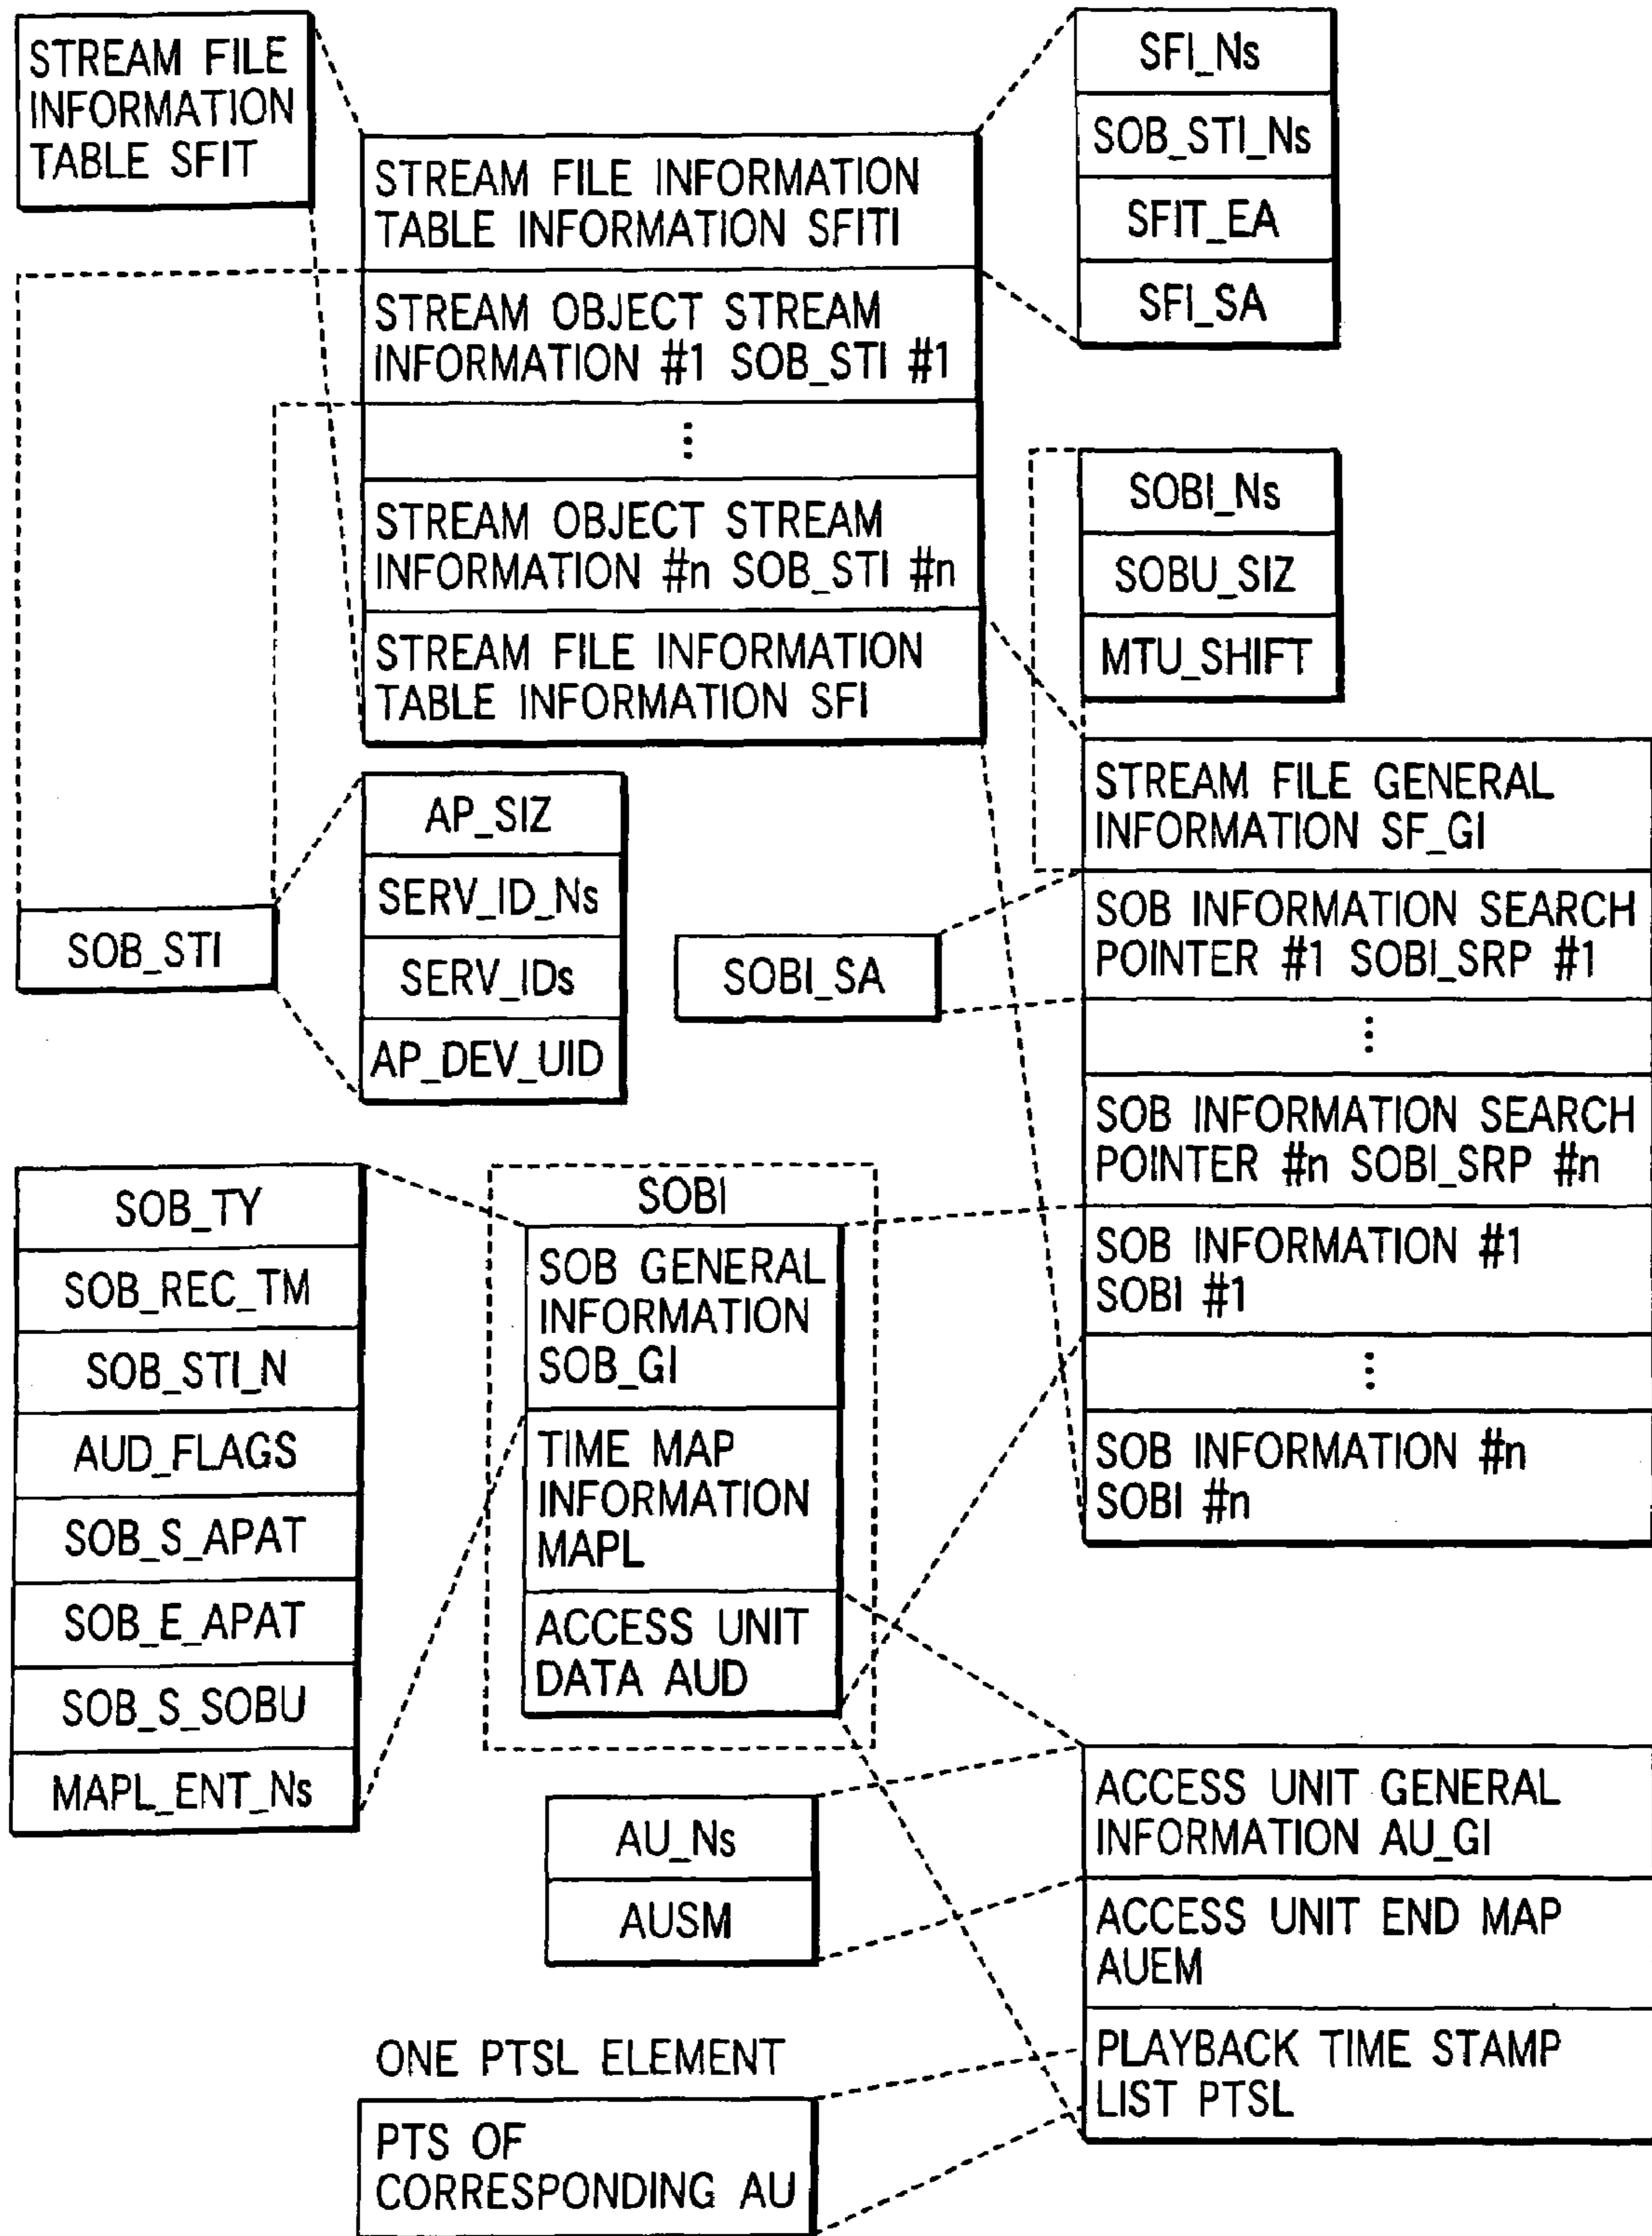 STREAM FILE
INFORMATION
TABLE SFIT
STREAM FILE INFORMATION
TABLE INFORMATION SFITI
STREAM OBJECT STREAM
INFORMATION #1 SOB_STI #1
⋮
STREAM OBJECT STREAM
INFORMATION #n SOB_STI #n
STREAM FILE INFORMATION
TABLE INFORMATION SFI
SFI_Ns
SOB_STI_Ns
SFIT_EA
SFI_SA
SOBI_Ns
SOBU_SIZ
MTU_SHIFT
SOB_STI
AP_SIZ
SERV_ID_Ns
SERV_IDs
AP_DEV_UID
SOBI_SA
STREAM FILE GENERAL
INFORMATION SF_GI
SOB INFORMATION SEARCH
POINTER #1 SOBI_SRP #1
⋮
SOB INFORMATION SEARCH
POINTER #n SOBI_SRP #n
SOB INFORMATION #1
SOBI #1
⋮
SOB INFORMATION #n
SOBI #n
SOB_TY
SOB_REC_TM
SOB_STI_N
AUD_FLAGS
SOB_S_APAT
SOB_E_APAT
SOB_S_SOBU
MAPL_ENT_Ns
SOBI
SOB GENERAL
INFORMATION
SOB_GI
TIME MAP
INFORMATION
MAPL
ACCESS UNIT
DATA AUD
AU_Ns
AUSM
ACCESS UNIT GENERAL
INFORMATION AU_GI
ACCESS UNIT END MAP
AUEM
PLAYBACK TIME STAMP
LIST PTSL
ONE PTSL ELEMENT
PTS OF
CORRESPONDING AU